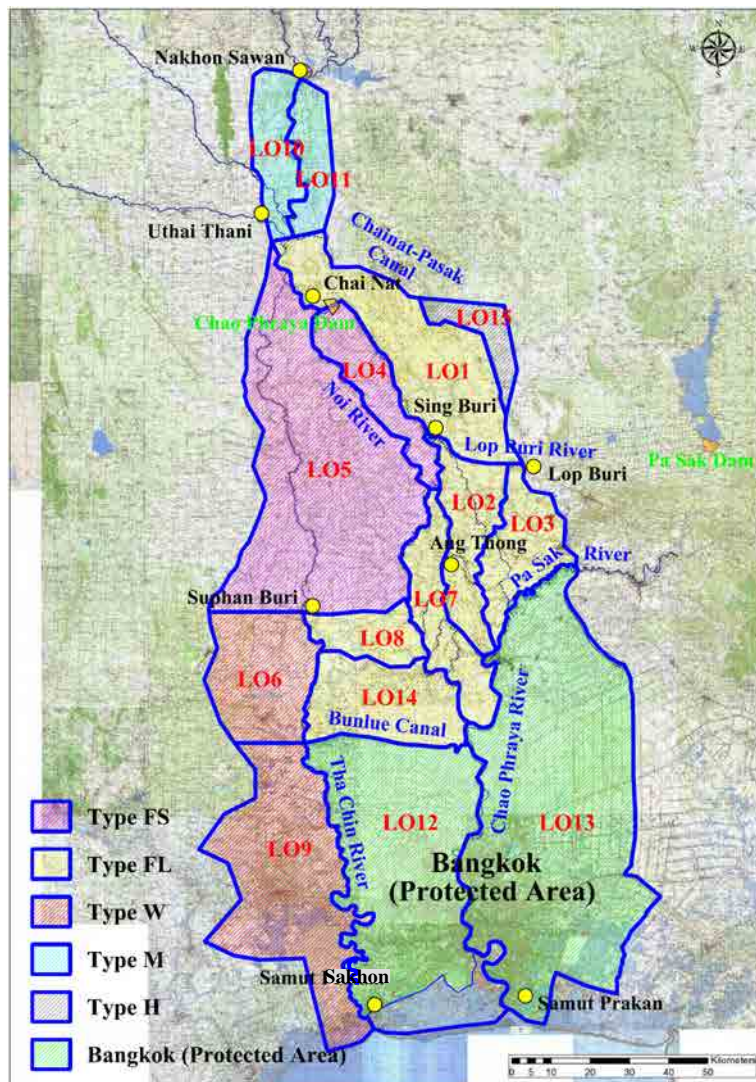 N
W E
S
Nakhon Sawan
LO10
LO11
Uthai Thani
Chainat-Pasak
Canal
Chai Nat
Chao Phraya Dam
LO15
LO4
LO1
Noi River
Sing Buri
Lop Buri River
Lop Buri
Pa Sak Dam
LO5
LO2
LO3
Ang Thong
Pa Sak River
Suphan Buri
LO7
LO8
LO6
LO14
Bunlue Canal
Chao Phraya River
Tha Chin River
LO12
LO13
LO9
Bangkok
(Protected Area)
Type FS
Type FL
Type W
Type M
Type H
Bangkok (Protected Area)
Samut Sakhon
Samut Prakan
Kilometers
0 5 10 20 30 40 50